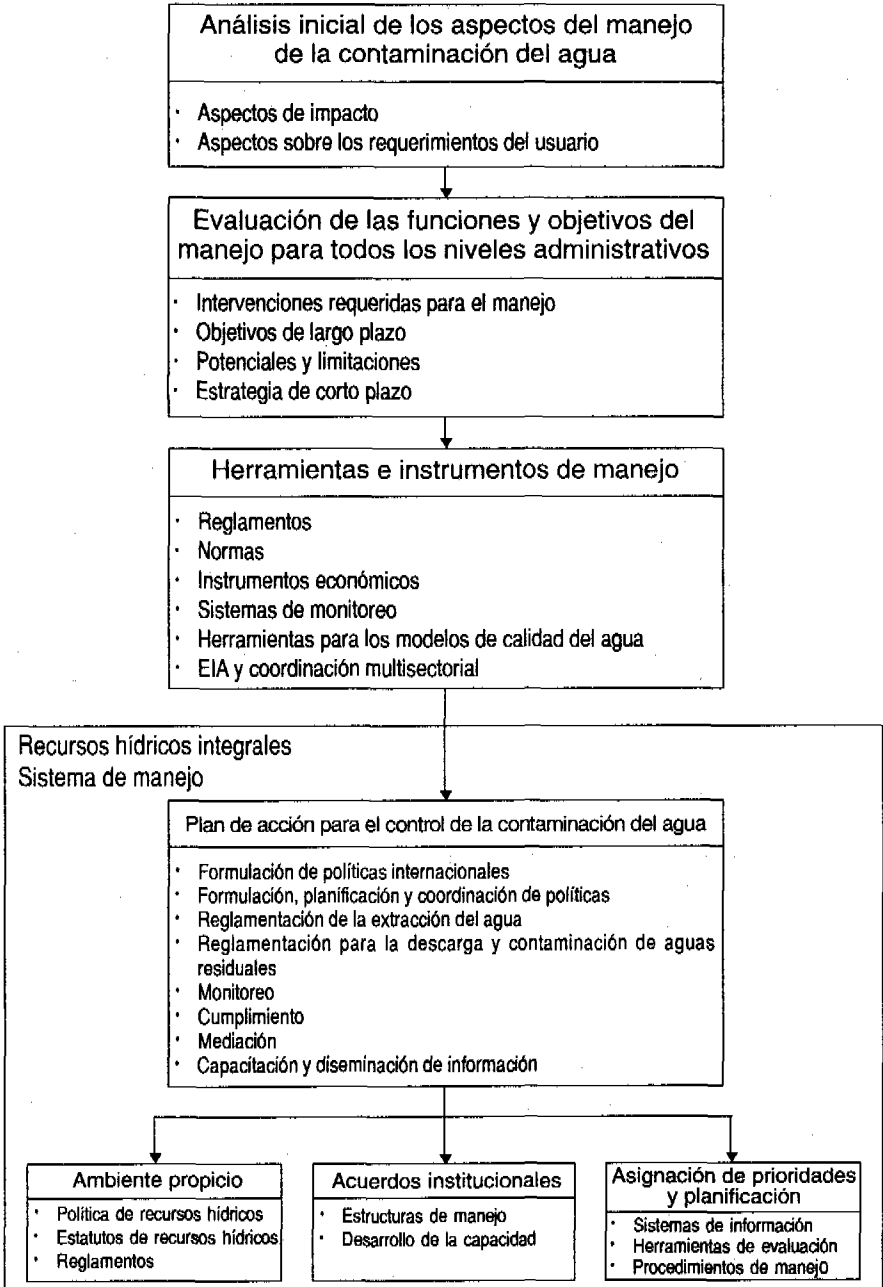 Análisis inicial de los aspectos del manejo
de la contaminación del agua
· Aspectos de impacto
· Aspectos sobre los requerimientos del usuario
Evaluación de las funciones y objetivos del
manejo para todos los niveles administrativos
· Intervenciones requeridas para el manejo
· Objetivos de largo plazo
· Potenciales y limitaciones
· Estrategia de corto plazo
Herramientas e instrumentos de manejo
· Reglamentos
· Normas
· Instrumentos económicos
· Sistemas de monitoreo
· Herramientas para los modelos de calidad del agua
· EIA y coordinación multisectorial
Recursos hídricos integrales
Sistema de manejo
Plan de acción para el control de la contaminación del agua
· Formulación de políticas internacionales
· Formulación, planificación y coordinación de políticas
· Reglamentación de la extracción del agua
· Reglamentación para la descarga y contaminación de aguas
residuales
· Monitoreo
· Cumplimiento
· Mediación
· Capacitación y diseminación de información
Ambiente propicio
· Política de recursos hídricos
· Estatutos de recursos hídricos
· Reglamentos
Acuerdos institucionales
· Estructuras de manejo
· Desarrollo de la capacidad
Asignación de prioridades
y planificación
· Sistemas de información
· Herramientas de evaluación
· Procedimientos de manejo